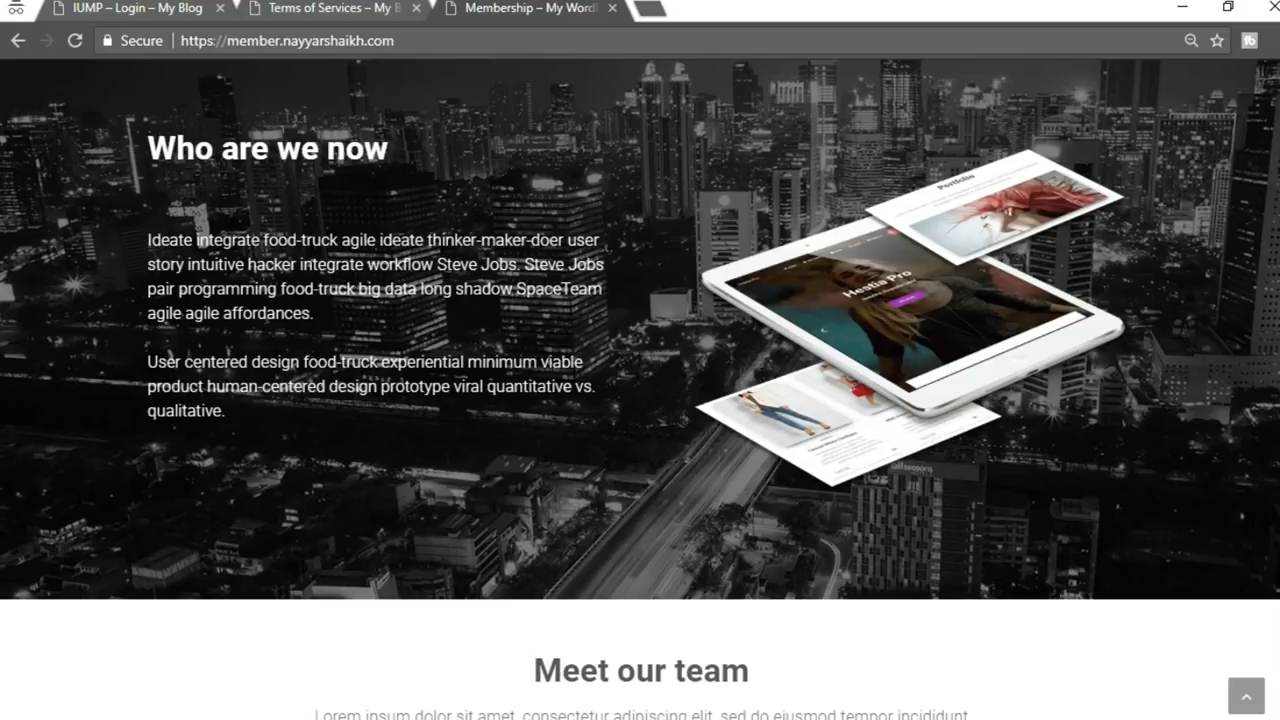 IUMP – Login – My Blog
Terms of Services – My B
Membership – My Word
Secure
https://member.nayyarshaikh.com
Who are we now
Portfolio
Ideate integrate food-truck agile ideate thinker-maker-doer user
story intuitive hacker integrate workflow Steve Jobs. Steve Jobs
pair programming food-truck big data long shadow SpaceTeam
agile agile affordances.
Hestia Pro
User centered design food-truck experiential minimum viable
product human-centered design prototype viral quantitative vs.
qualitative.
Meet our team
Lorem ipsum dolor sit amet, consectetur adipiscing elit, sed do eiusmod tempor incididunt